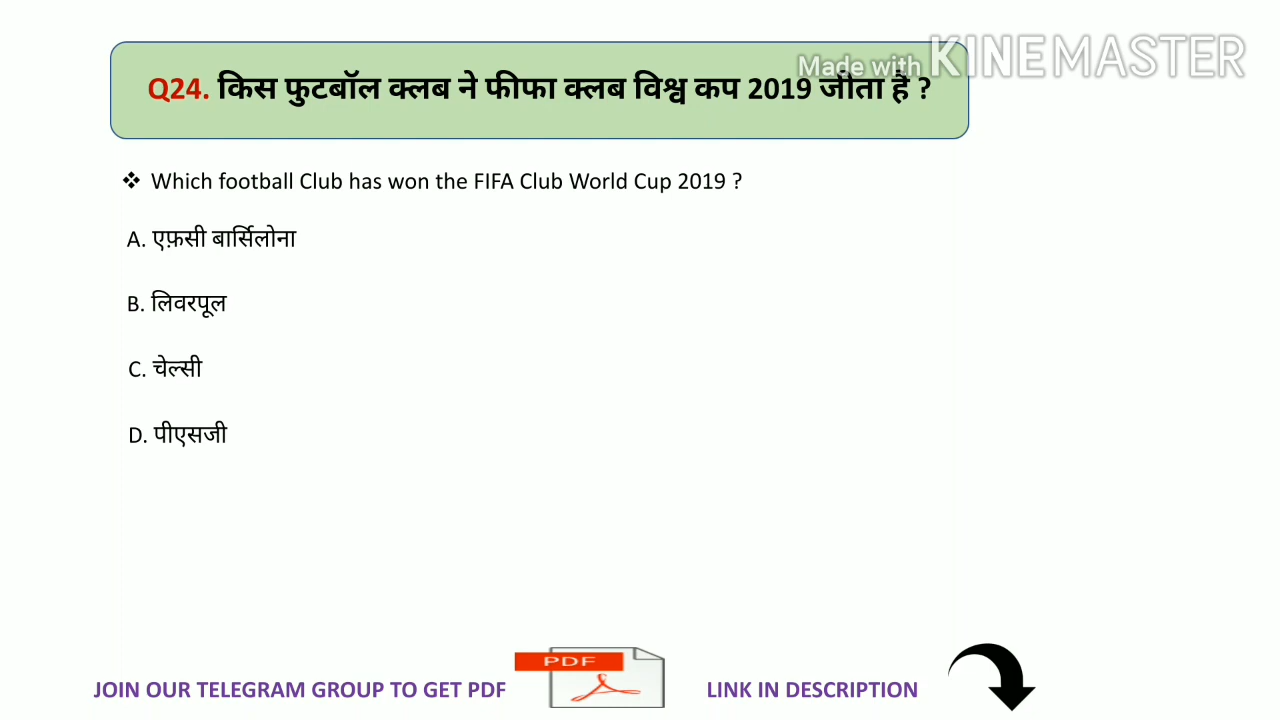 Made with KINEMASTER
Q24. किस फुटबॉल क्लब ने फीफा क्लब विश्व कप 2019 जीता है ?
❖ Which football Club has won the FIFA Club World Cup 2019 ?
A. एफ़सी बार्सिलोना
B. लिवरपूल
C. चेल्सी
D. पीएसजी
PDF
JOIN OUR TELEGRAM GROUP TO GET PDF
LINK IN DESCRIPTION